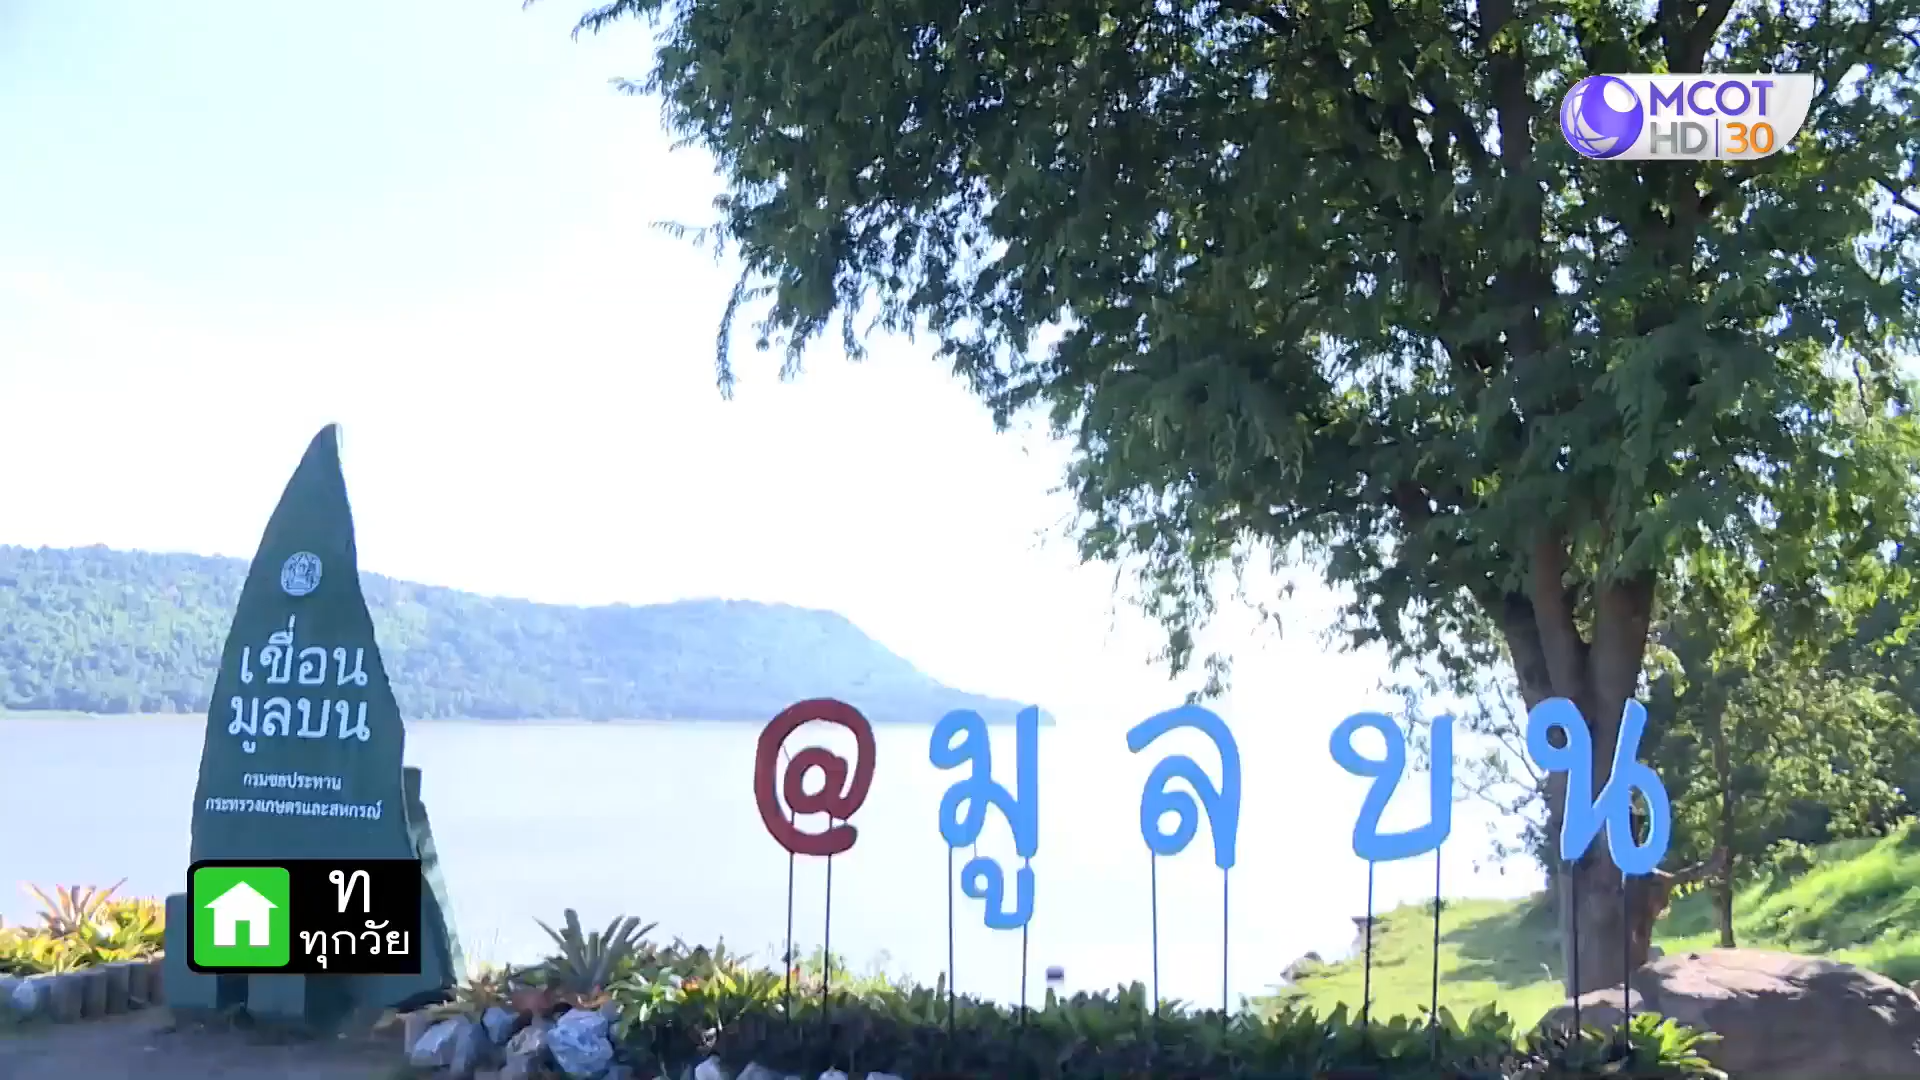 MCOT
HD 30
เขื่อน
มูลบน
กรมชลประทาน
กระทรวงเกษตรและสหกรณ์
@มูลบน
ท
ทุกวัย